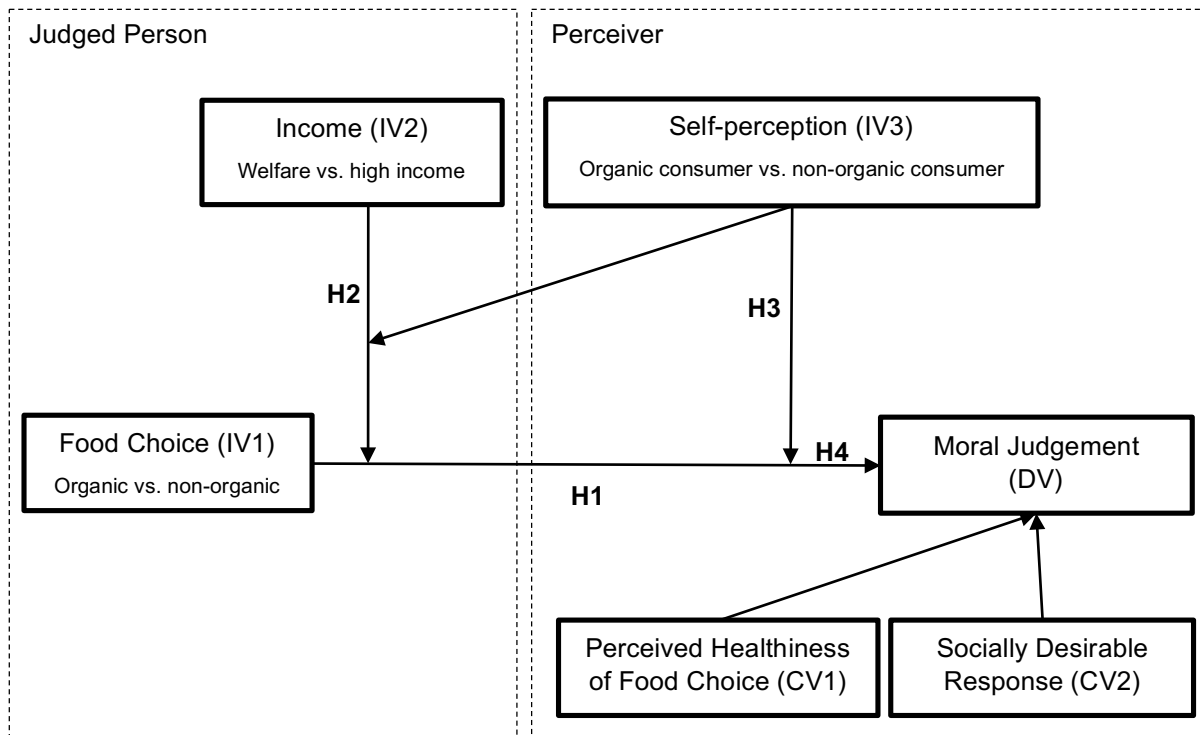 Judged Person
Perceiver
Income (IV2)
Welfare vs. high income
Self-perception (IV3)
Organic consumer vs. non-organic consumer
H2
H3
Food Choice (IV1)
Organic vs. non-organic
H4
H1
Moral Judgement
(DV)
Perceived Healthiness
of Food Choice (CV1)
Socially Desirable
Response (CV2)